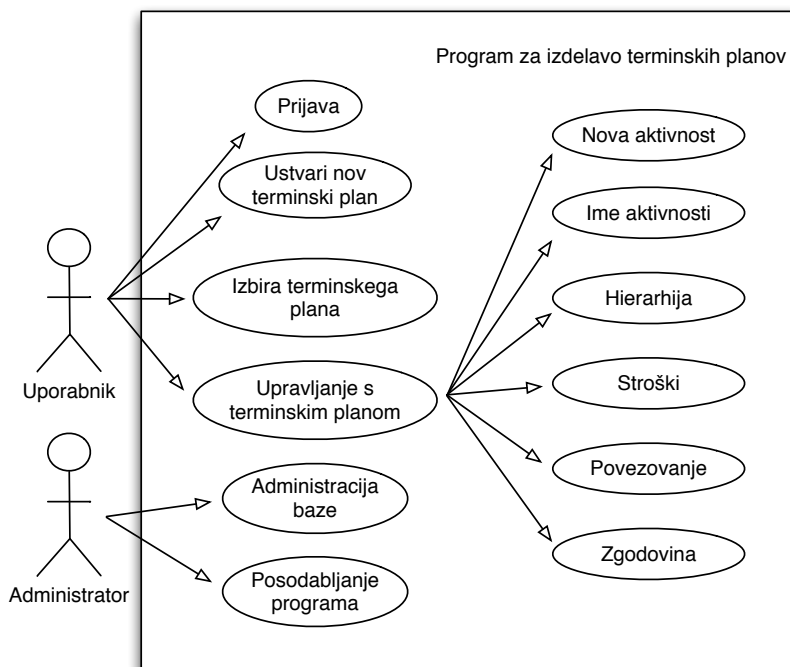 Program za izdelavo terminskih planov
Prijava
Ustvari nov
terminski plan
Izbira terminskega
plana
Upravljanje s
terminskim planom
Administracija
baze
Posodabljanje
programa
Nova aktivnost
Ime aktivnosti
Hierarhija
Stroški
Povezovanje
Zgodovina
Uporabnik
Administrator